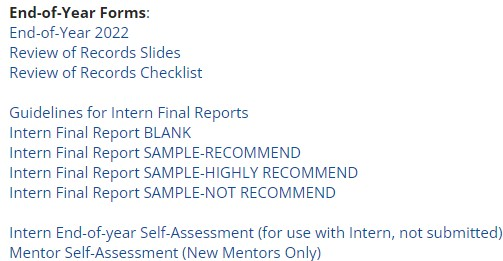 End-of-Year Forms:
End-of-Year 2022
Review of Records Slides
Review of Records Checklist
Guidelines for Intern Final Reports
Intern Final Report BLANK
Intern Final Report SAMPLE-RECOMMEND
Intern Final Report SAMPLE-HIGHLY RECOMMEND
Intern Final Report SAMPLE-NOT RECOMMEND
Intern End-of-year Self-Assessment (for use with Intern, not submitted)
Mentor Self-Assessment (New Mentors Only)